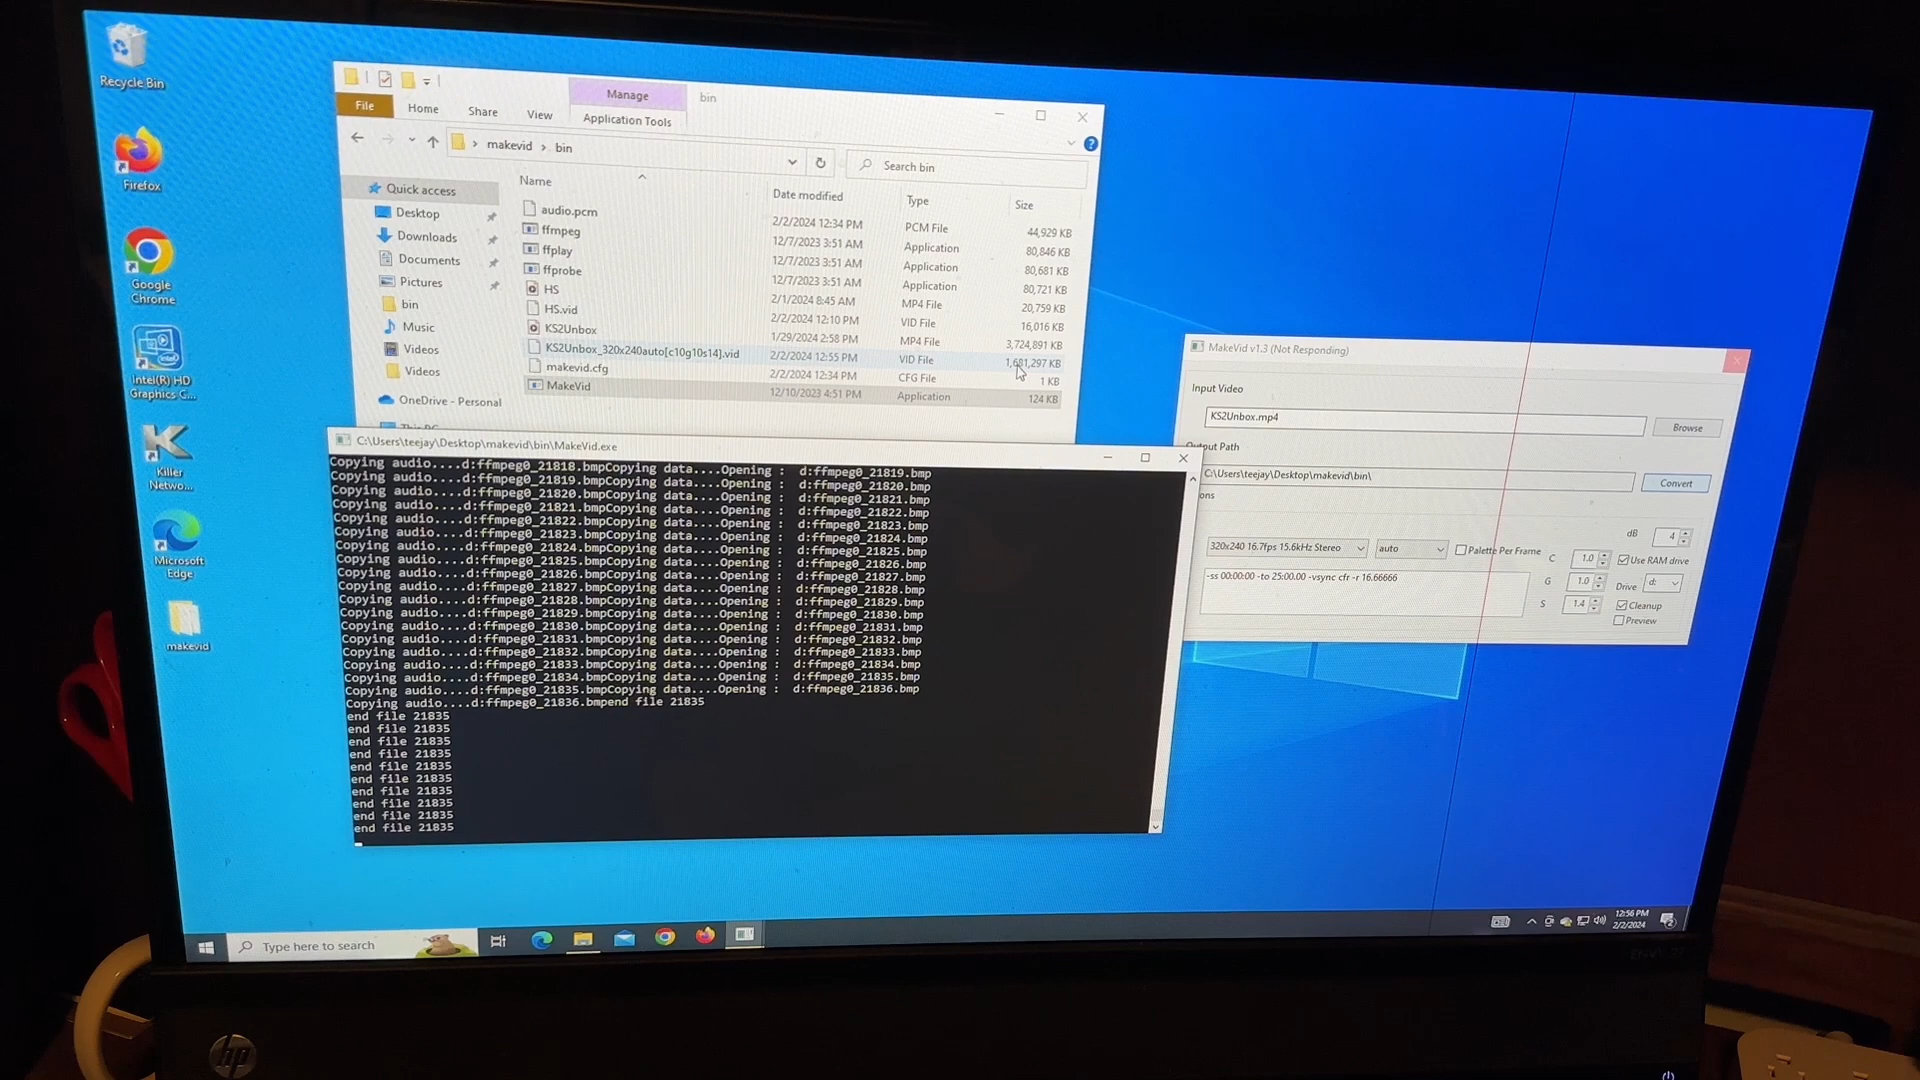 Recycle Bin
Firefox
Google Chrome
intel
Intel(R) HD Graphics C...
Killer Netwo...
Microsoft Edge
makevid
Manage
bin
File
Home
Share
View
Application Tools
makevid > bin
Search bin
Name
Date modified
Type
Size
Quick access
Desktop
Downloads
Documents
Pictures
bin
Music
Videos
Videos
OneDrive - Personal
audio.pcm 2/2/2024 12:34 PM PCM File 44,929 KB
ffmpeg 12/7/2023 3:51 AM Application 80,846 KB
ffplay 12/7/2023 3:51 AM Application 80,681 KB
ffprobe 12/7/2023 3:51 AM Application 80,721 KB
HS 2/1/2024 8:45 AM MP4 File 20,759 KB
HS.vid 2/2/2024 12:10 PM VID File 16,016 KB
KS2Unbox 1/29/2024 2:58 PM MP4 File 3,724,891 KB
KS2Unbox_320x240auto[c10g10s14].vid 2/2/2024 12:55 PM VID File 1,681,297 KB
makevid.cfg 2/2/2024 12:34 PM CFG File 1 KB
MakeVid 12/10/2023 4:51 PM Application 124 KB
C:\Users\teejay\Desktop\makevid\bin\MakeVid.exe
Copying audio....d:ffmpeg0_21818.bmpCopying data....Opening :  d:ffmpeg0_21819.bmp
Copying audio....d:ffmpeg0_21819.bmpCopying data....Opening :  d:ffmpeg0_21820.bmp
Copying audio....d:ffmpeg0_21820.bmpCopying data....Opening :  d:ffmpeg0_21821.bmp
Copying audio....d:ffmpeg0_21821.bmpCopying data....Opening :  d:ffmpeg0_21822.bmp
Copying audio....d:ffmpeg0_21822.bmpCopying data....Opening :  d:ffmpeg0_21823.bmp
Copying audio....d:ffmpeg0_21823.bmpCopying data....Opening :  d:ffmpeg0_21824.bmp
Copying audio....d:ffmpeg0_21824.bmpCopying data....Opening :  d:ffmpeg0_21825.bmp
Copying audio....d:ffmpeg0_21825.bmpCopying data....Opening :  d:ffmpeg0_21826.bmp
Copying audio....d:ffmpeg0_21826.bmpCopying data....Opening :  d:ffmpeg0_21827.bmp
Copying audio....d:ffmpeg0_21827.bmpCopying data....Opening :  d:ffmpeg0_21828.bmp
Copying audio....d:ffmpeg0_21828.bmpCopying data....Opening :  d:ffmpeg0_21829.bmp
Copying audio....d:ffmpeg0_21829.bmpCopying data....Opening :  d:ffmpeg0_21830.bmp
Copying audio....d:ffmpeg0_21830.bmpCopying data....Opening :  d:ffmpeg0_21831.bmp
Copying audio....d:ffmpeg0_21831.bmpCopying data....Opening :  d:ffmpeg0_21832.bmp
Copying audio....d:ffmpeg0_21832.bmpCopying data....Opening :  d:ffmpeg0_21833.bmp
Copying audio....d:ffmpeg0_21833.bmpCopying data....Opening :  d:ffmpeg0_21834.bmp
Copying audio....d:ffmpeg0_21834.bmpCopying data....Opening :  d:ffmpeg0_21835.bmp
Copying audio....d:ffmpeg0_21835.bmpCopying data....Opening :  d:ffmpeg0_21836.bmp
Copying audio....d:ffmpeg0_21836.bmpend file 21835
end file 21835
end file 21835
end file 21835
end file 21835
end file 21835
end file 21835
end file 21835
end file 21835
end file 21835
end file 21835
MakeVid v1.3 (Not Responding)
Input Video
KS2Unbox.mp4
Browse
Output Path
C:\Users\teejay\Desktop\makevid\bin\
Convert
ons
dB 4
320x240 16.7fps 15.6kHz Stereo
auto
Palette Per Frame
C 1.0
Use RAM drive
-ss 00:00:00 -to 25:00.00 -vsync cfr -r 16.66666
G 1.0
Drive d:
S 1.4
Cleanup
Preview
Type here to search
12:56 PM
2/2/2024
hp